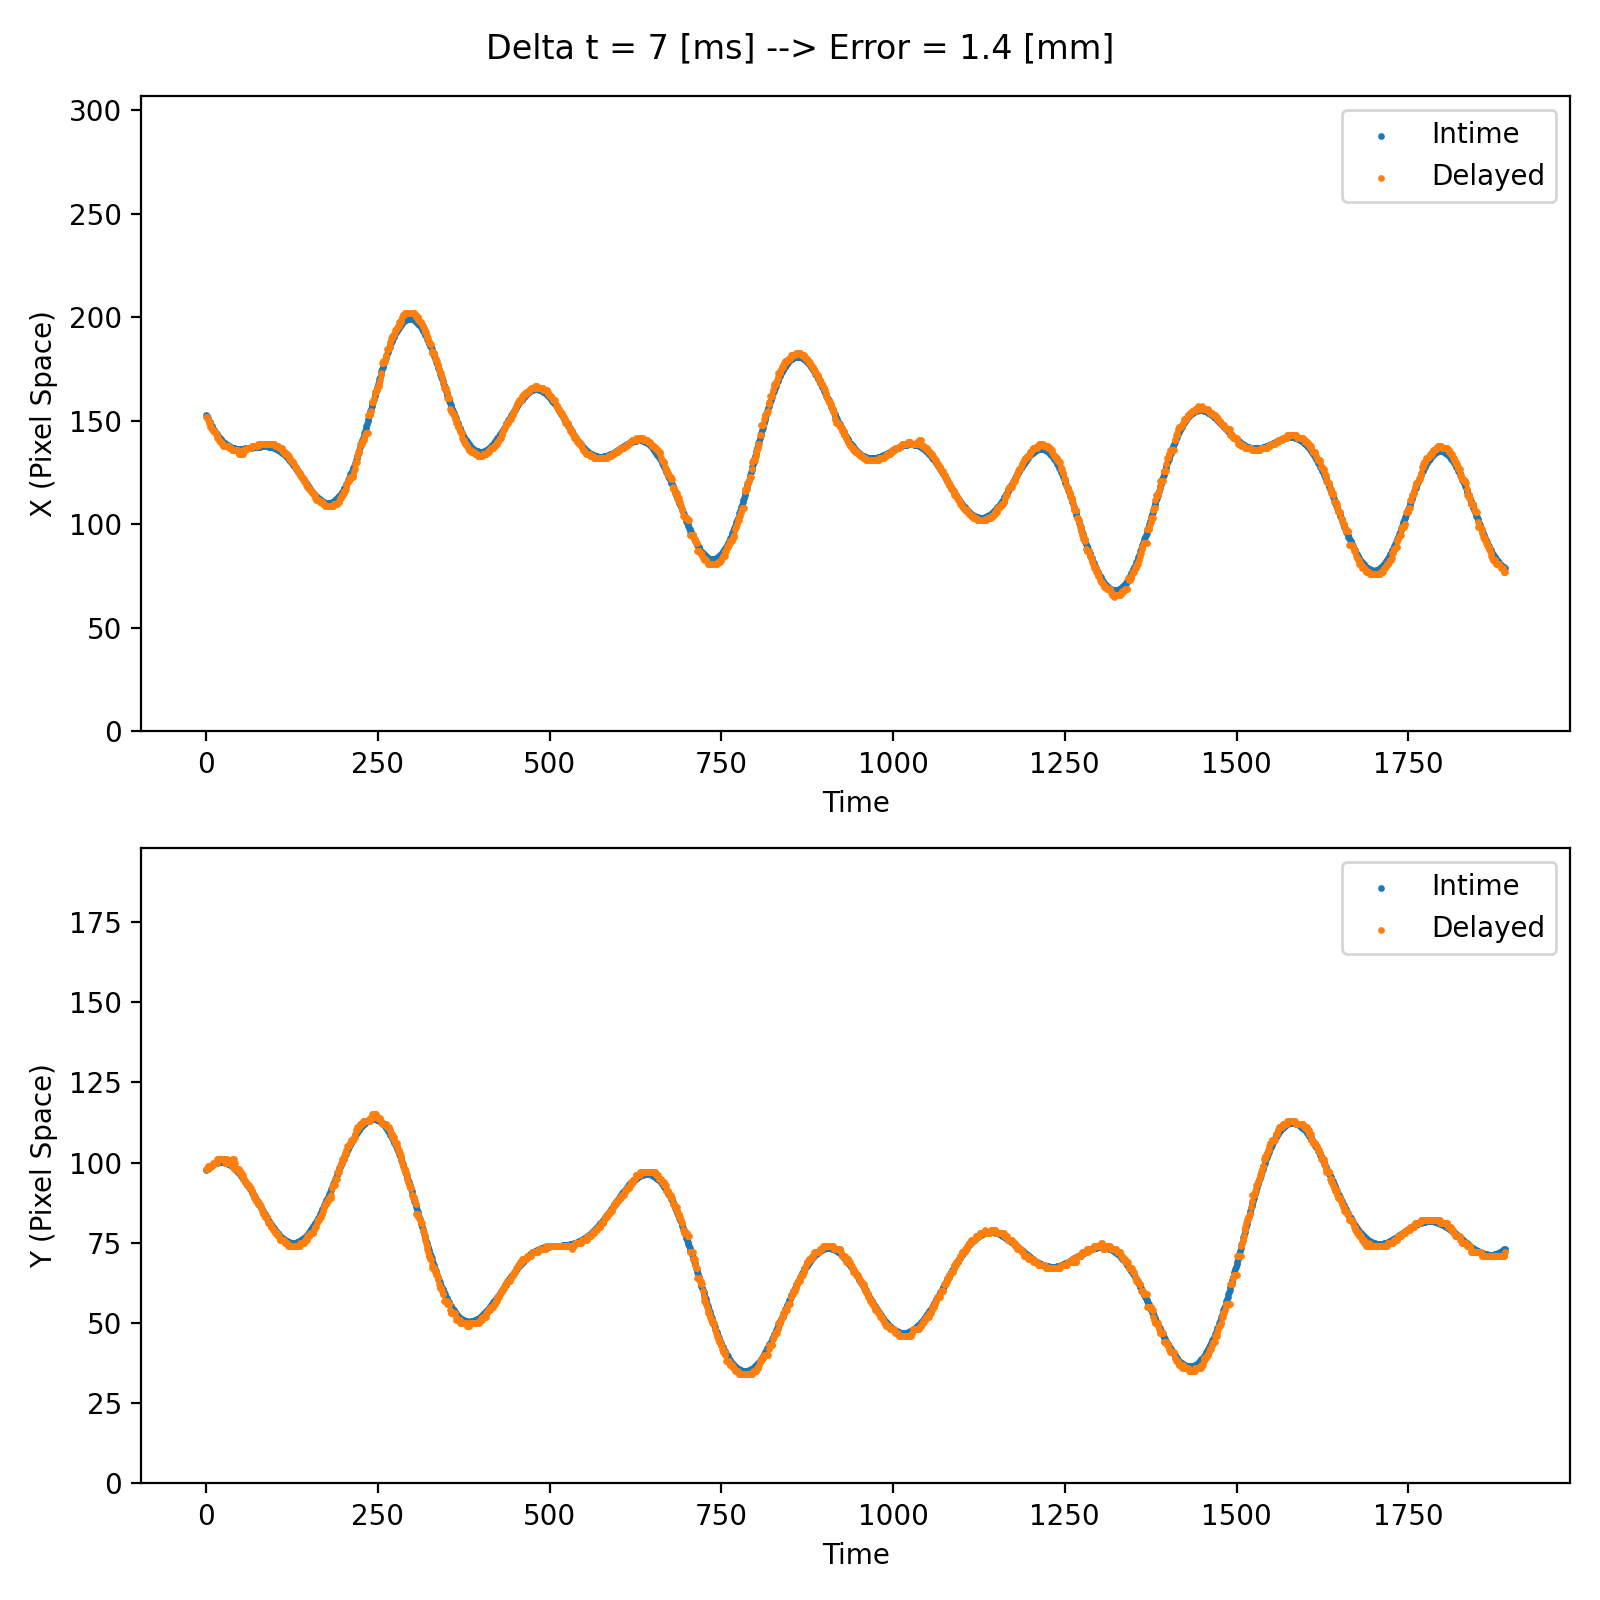 Delta t = 7 [ms] --> Error = 1.4 [mm]
300
250
200
150
100
50
0
X (Pixel Space)
Intime
Delayed
0 250 500 750 1000 1250 1500 1750
Time
175
150
125
100
75
50
25
0
Y (Pixel Space)
Intime
Delayed
0 250 500 750 1000 1250 1500 1750
Time